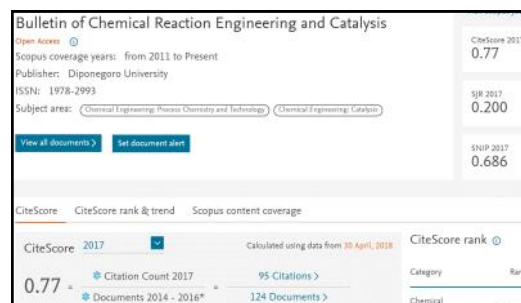 Bulletin of Chemical Reaction Engineering and Catalysis
Open Access
Scopus coverage years: from 2011 to Present
Publisher: Diponegoro University
ISSN: 1978-2993
Subject area: Chemical Engineering: Process Chemistry and Technology Chemical Engineering: Catalysis
View all documents > Set document alert
CiteScore 2017
0.77
SJR 2017
0.200
SNIP 2017
0.686
CiteScore CiteScore rank & trend Scopus content coverage
CiteScore 2017 Calculated using data from 30 April, 2018
0.77 = Citation Count 2017 = 95 Citations >
Documents 2014 - 2016* 124 Documents >
CiteScore rank
Category Ran
Chemical